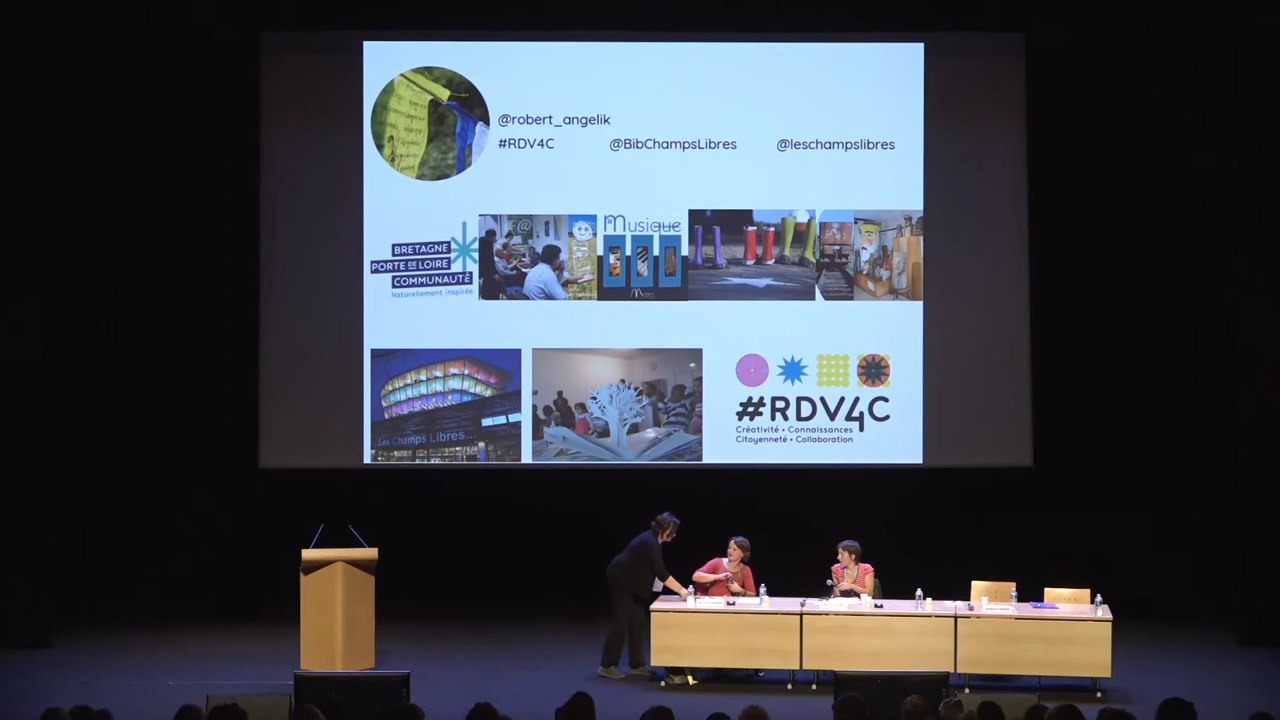 @robert_angelik
#RDV4C @BibChampsLibres @leschampslibres
BRETAGNE
PORTE DE LOIRE
COMMUNAUTÉ
Naturellement inspirée
Musique
Les Champs Libres...
#RDV4C
Créativité • Connaissances
Citoyenneté • Collaboration